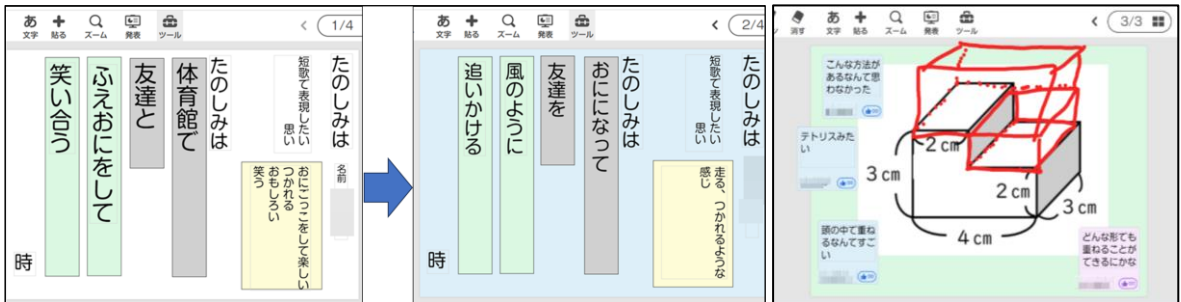 文字 貼る ズーム 発表 ツール
1/4
たのしみは
名前
短歌で表現したい
思い
おにごっこをして楽しい
つかれる
おもしろい
笑う
たのしみは
体育館で
友達と
ふえおにをして
笑い合う
時
文字 貼る ズーム 発表 ツール
2/4
たのしみは
短歌で表現したい
思い
走る、つかれるような
感じ
たのしみは
おにになって
友達を
風のように
追いかける
時
消す 文字 貼る ズーム 発表 ツール
3/3
こんな方法が
あるなんて思
わなかった
テトリスみた
い
頭の中で重ね
るなんてすご
い
どんな形でも
重ねることが
できるにかな
2cm
3cm
2cm
3cm
4cm